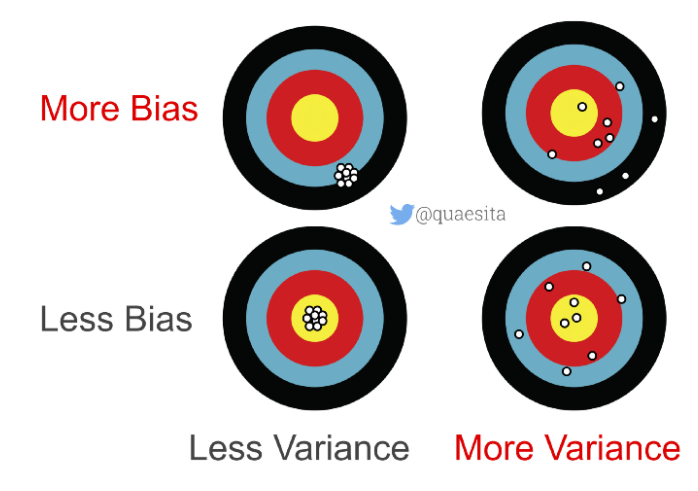 More Bias
@quaesita
Less Bias
Less Variance
More Variance